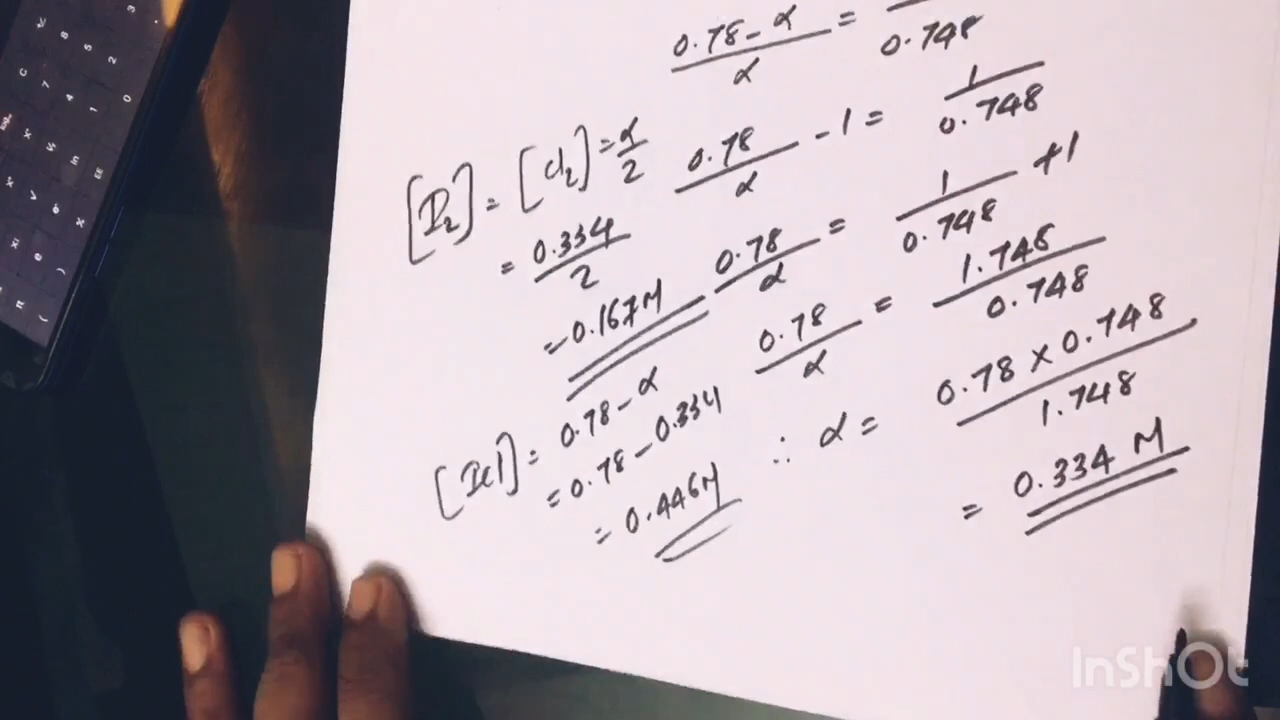 0.78 - α / α = / 0.748
0.78 / α - 1 = 1 / 0.748
0.78 / α = 1 / 0.748 + 1
0.78 / α = 1.748 / 0.748
∴ α = 0.78 x 0.748 / 1.748
= 0.334 M
[I2] = [Cl2] = α / 2
= 0.334 / 2
= 0.167M
[ICl] = 0.78 - α
= 0.78 - 0.334
= 0.446M
InShOt